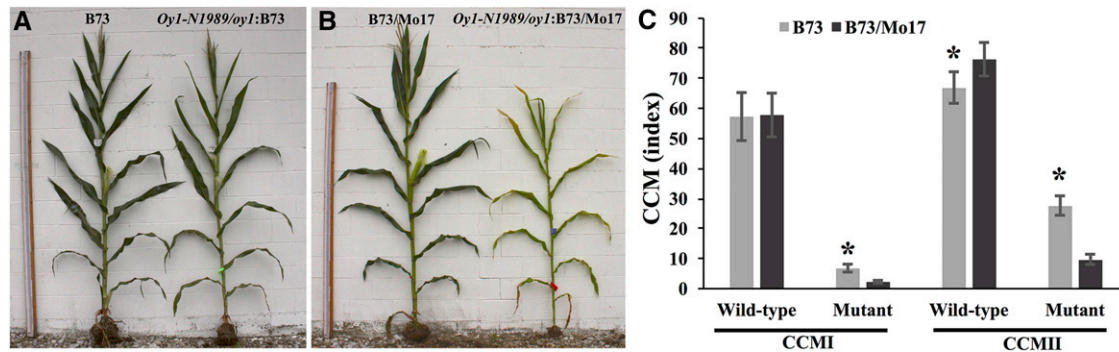 A
B73
Oy1-N1989/oy1:B73
B
B73/Mo17
Oy1-N1989/oy1:B73/Mo17
C
B73
B73/Mo17
CCM (index)
90
80
70
60
50
40
30
20
10
0
*
*
*
Wild-type
Mutant
Wild-type
Mutant
CCMI
CCMII